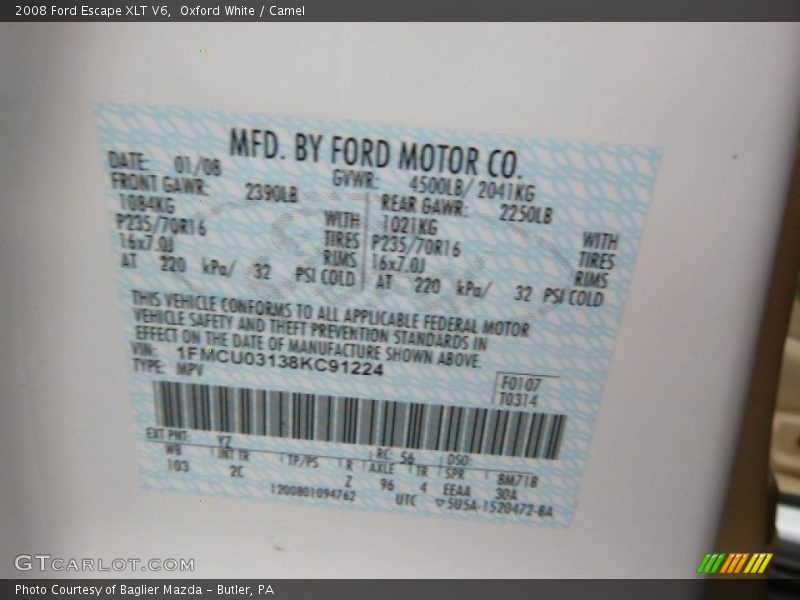 2008 Ford Escape XLT V6,  Oxford White / Camel
MFD. BY FORD MOTOR CO.
DATE: 01/08 GVWR: 4500LB/ 2041KG
FRONT GAWR: 2390LB REAR GAWR: 2250LB
1084KG WITH 1021KG WITH
P235/70R16 TIRES P235/70R16 TIRES
16x7.0J RIMS 16x7.0J RIMS
AT 220 kPa/ 32 PSI COLD AT 220 kPa/ 32 PSI COLD
THIS VEHICLE CONFORMS TO ALL APPLICABLE FEDERAL MOTOR
VEHICLE SAFETY AND THEFT PREVENTION STANDARDS IN
EFFECT ON THE DATE OF MANUFACTURE SHOWN ABOVE.
VIN: 1FMCU03138KC91224
TYPE: MPV
F0107
T0314
EXT PNT: YZ RC: 56 DSO:
WB INT TR TP/PS R AXLE TR SPR 8M71B
103 2C Z 96 4 EEAA 30A
1200801094762 UTC ▽5U5A-1520472-BA
GTCARLOT.COM
Photo Courtesy of Baglier Mazda – Butler, PA